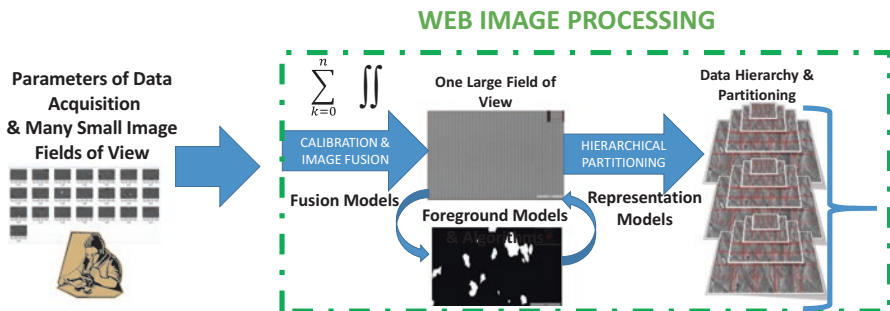 WEB IMAGE PROCESSING
Parameters of Data
Acquisition
& Many Small Image
Fields of View
n
∑ ∬
k=0
CALIBRATION &
IMAGE FUSION
Fusion Models
One Large Field of
View
Foreground Models
& Algorithms
HIERARCHICAL
PARTITIONING
Representation
Models
Data Hierarchy &
Partitioning